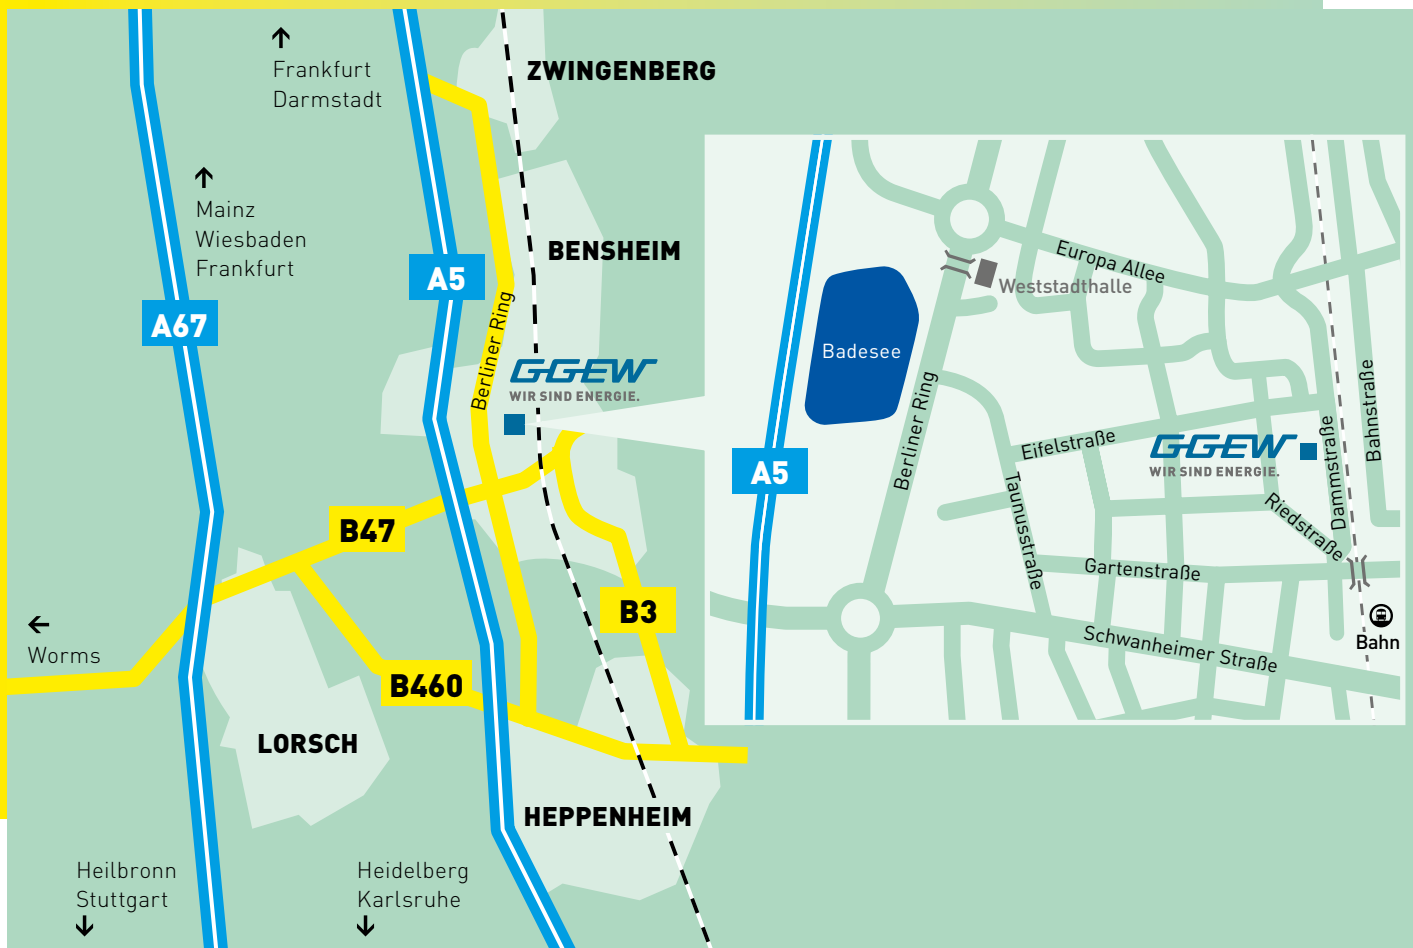 Frankfurt
Darmstadt
ZWINGENBERG
Mainz
Wiesbaden
Frankfurt
BENSHEIM
A5
A67
Berliner Ring
GGEW
WIR SIND ENERGIE.
B47
B3
Worms
B460
LORSCH
HEPPENHEIM
Heilbronn
Stuttgart
Heidelberg
Karlsruhe
Europa Allee
Weststadthalle
Badesee
Berliner Ring
Bahnstraße
Eifelstraße
GGEW
WIR SIND ENERGIE.
Dammstraße
A5
Taunusstraße
Riedstraße
Gartenstraße
Schwanheimer Straße
Bahn